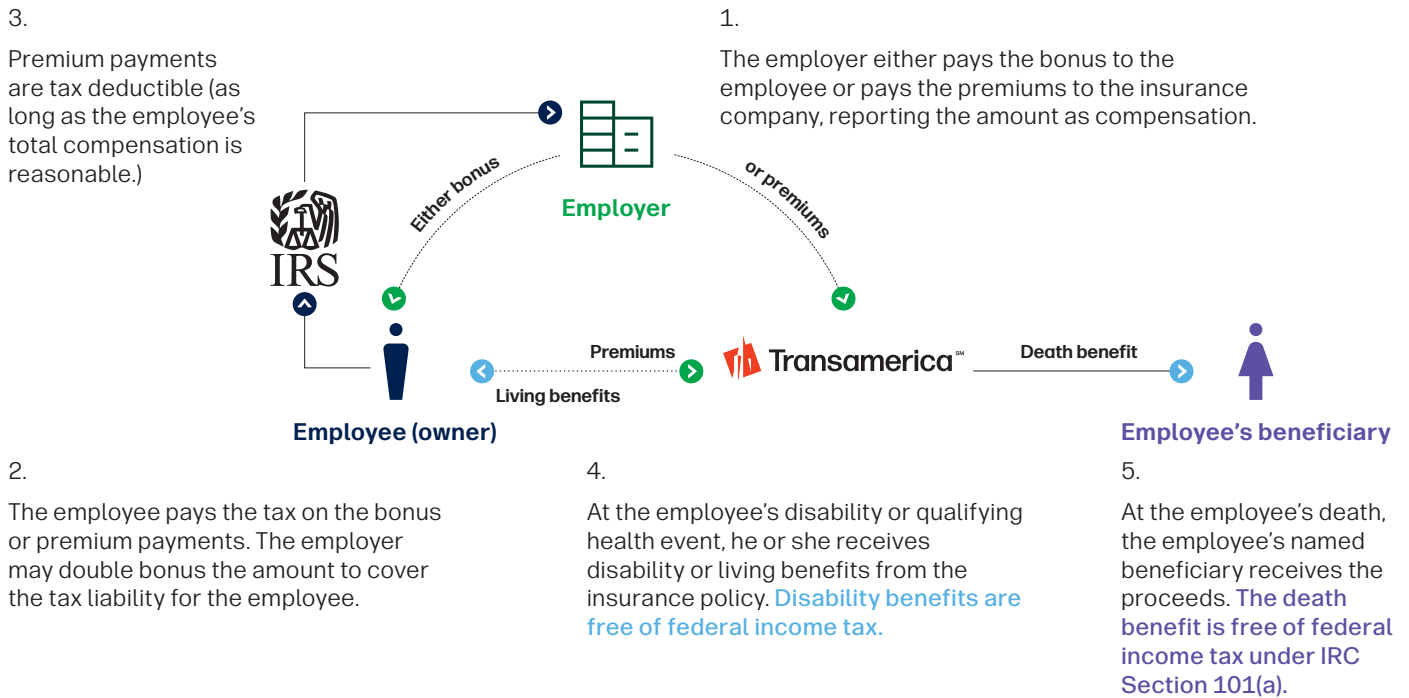 3.
Premium payments
are tax deductible (as
long as the employee's
total compensation is
reasonable.)
1.
The employer either pays the bonus to the
employee or pays the premiums to the insurance
company, reporting the amount as compensation.
Either bonus
Employer
or premiums
IRS
Premiums
Living benefits
Transamerica℠
Death benefit
Employee (owner)
Employee's beneficiary
2.
The employee pays the tax on the bonus
or premium payments. The employer
may double bonus the amount to cover
the tax liability for the employee.
4.
At the employee's disability or qualifying
health event, he or she receives
disability or living benefits from the
insurance policy. Disability benefits are
free of federal income tax.
5.
At the employee's death,
the employee's named
beneficiary receives the
proceeds. The death
benefit is free of federal
income tax under IRC
Section 101(a).